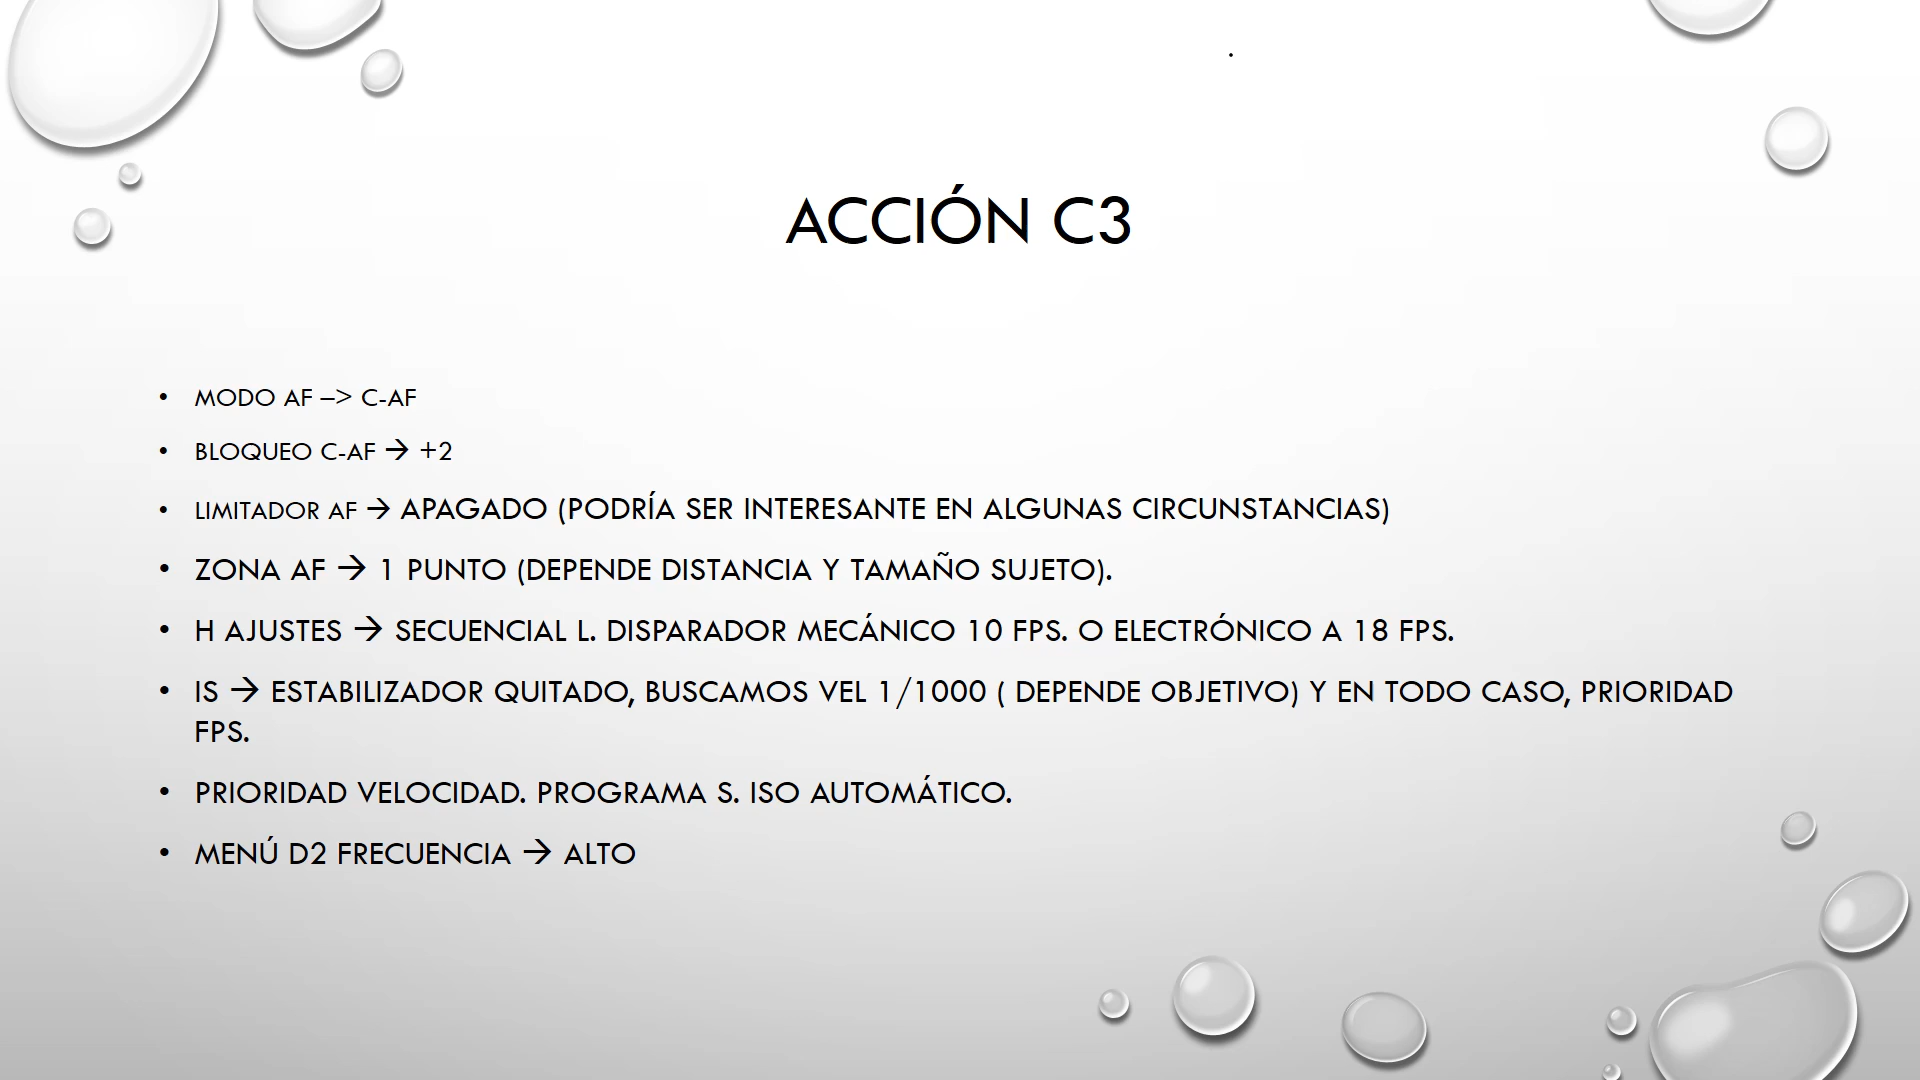 ACCIÓN C3
• MODO AF –> C-AF
• BLOQUEO C-AF → +2
• LIMITADOR AF → APAGADO (PODRÍA SER INTERESANTE EN ALGUNAS CIRCUNSTANCIAS)
• ZONA AF → 1 PUNTO (DEPENDE DISTANCIA Y TAMAÑO SUJETO).
• H AJUSTES → SECUENCIAL L. DISPARADOR MECÁNICO 10 FPS. O ELECTRÓNICO A 18 FPS.
• IS → ESTABILIZADOR QUITADO, BUSCAMOS VEL 1/1000 ( DEPENDE OBJETIVO) Y EN TODO CASO, PRIORIDAD
FPS.
• PRIORIDAD VELOCIDAD. PROGRAMA S. ISO AUTOMÁTICO.
• MENÚ D2 FRECUENCIA → ALTO